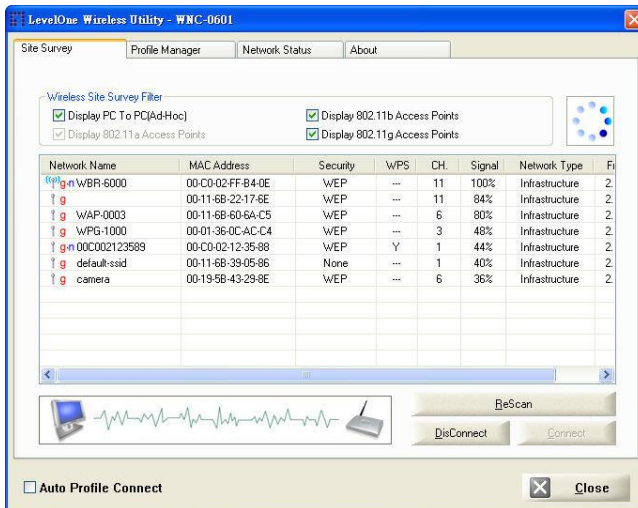 LevelOne Wireless Utility - WNC-0601
Site Survey Profile Manager Network Status About
Wireless Site Survey Filter
Display PC To PC(Ad-Hoc) Display 802.11b Access Points
Display 802.11a Access Points Display 802.11g Access Points
Network Name MAC Address Security WPS CH. Signal Network Type
g-n WBR-6000 00-C0-02-FF-B4-0E WEP --- 11 100% Infrastructure 2.
g 00-11-6B-22-17-6E --- 11 84% Infrastructure 2.
g WAP-0003 00-11-6B-60-6A-C5 WEP --- 6 80% Infrastructure 2.
g WPG-1000 00-01-36-0C-AC-C4 WEP --- 3 48% Infrastructure 2.
g-n 00C002123589 00-C0-02-12-35-88 WEP Y 1 44% Infrastructure 2.
g default-ssid 00-11-6B-39-05-86 None --- 1 40% Infrastructure 2.
g camera 00-19-5B-43-29-8E WEP --- 6 36% Infrastructure 2.
ReScan
DisConnect Connect
Auto Profile Connect Close